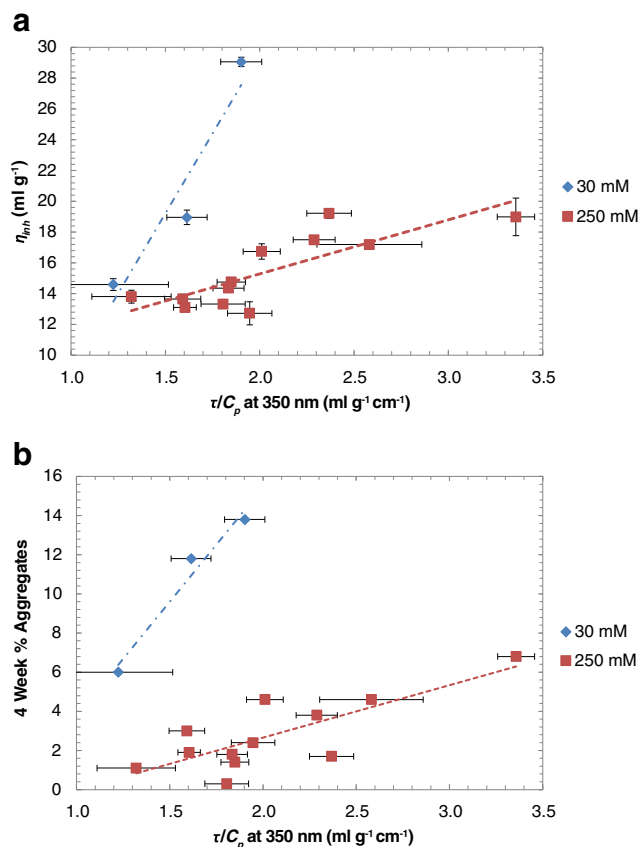 a
30
28
26
24
22
20
18
16
14
12
10
η_inh (ml g⁻¹)
1.0 1.5 2.0 2.5 3.0 3.5
τ/C_p at 350 nm (ml g⁻¹ cm⁻¹)
30 mM
250 mM
b
16
14
12
10
8
6
4
2
0
4 Week % Aggregates
1.0 1.5 2.0 2.5 3.0 3.5
τ/C_p at 350 nm (ml g⁻¹ cm⁻¹)
30 mM
250 mM